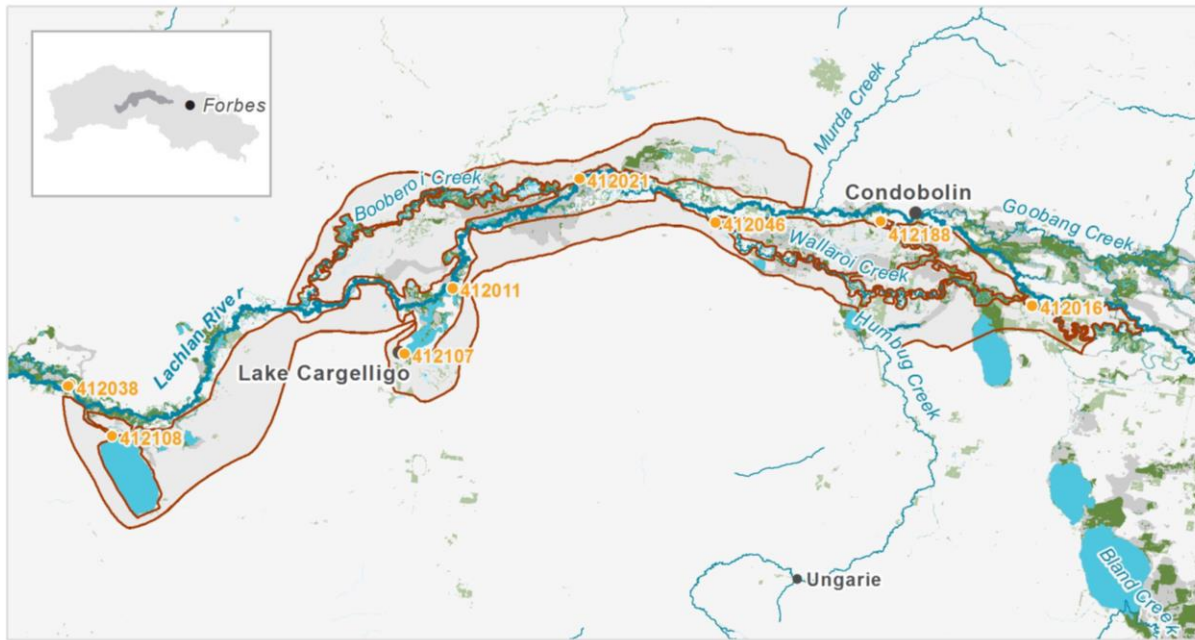 Forbes
Murda Creek
Booberoi Creek
412021
Condobolin
Goobang Creek
412046
412188
Wallaroi Creek
412011
412016
Lachlan River
Humbug Creek
412107
Lake Cargelligo
412038
412108
Ungarie
Bland Creek